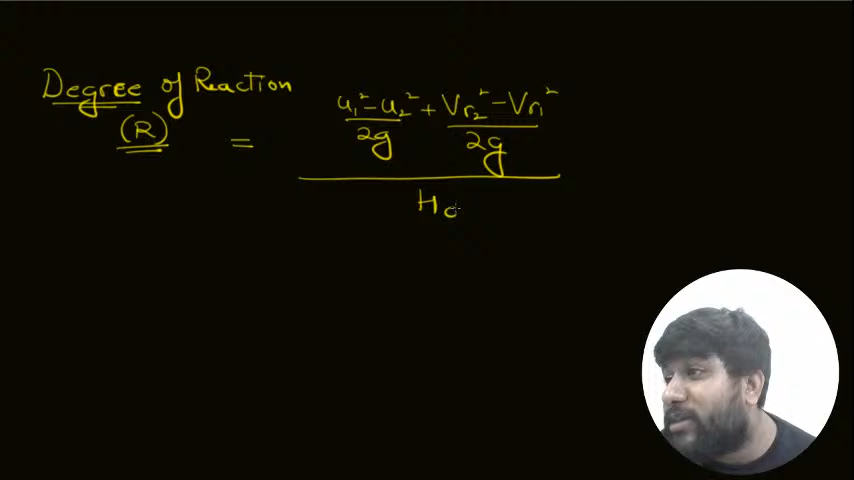 Degree of Reaction
(R) = 
u₁² - u₂² + Vr₂² - Vr₁²
2g 2g
H